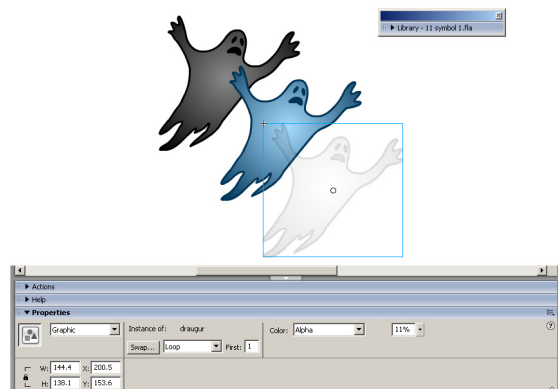 Library - 11 symbol 1.fla
Actions
Help
Properties
Graphic
Instance of: draugur
Color: Alpha
11%
Swap...
Loop
First: 1
W: 144.4 X: 200.5
H: 138.1 Y: 153.6